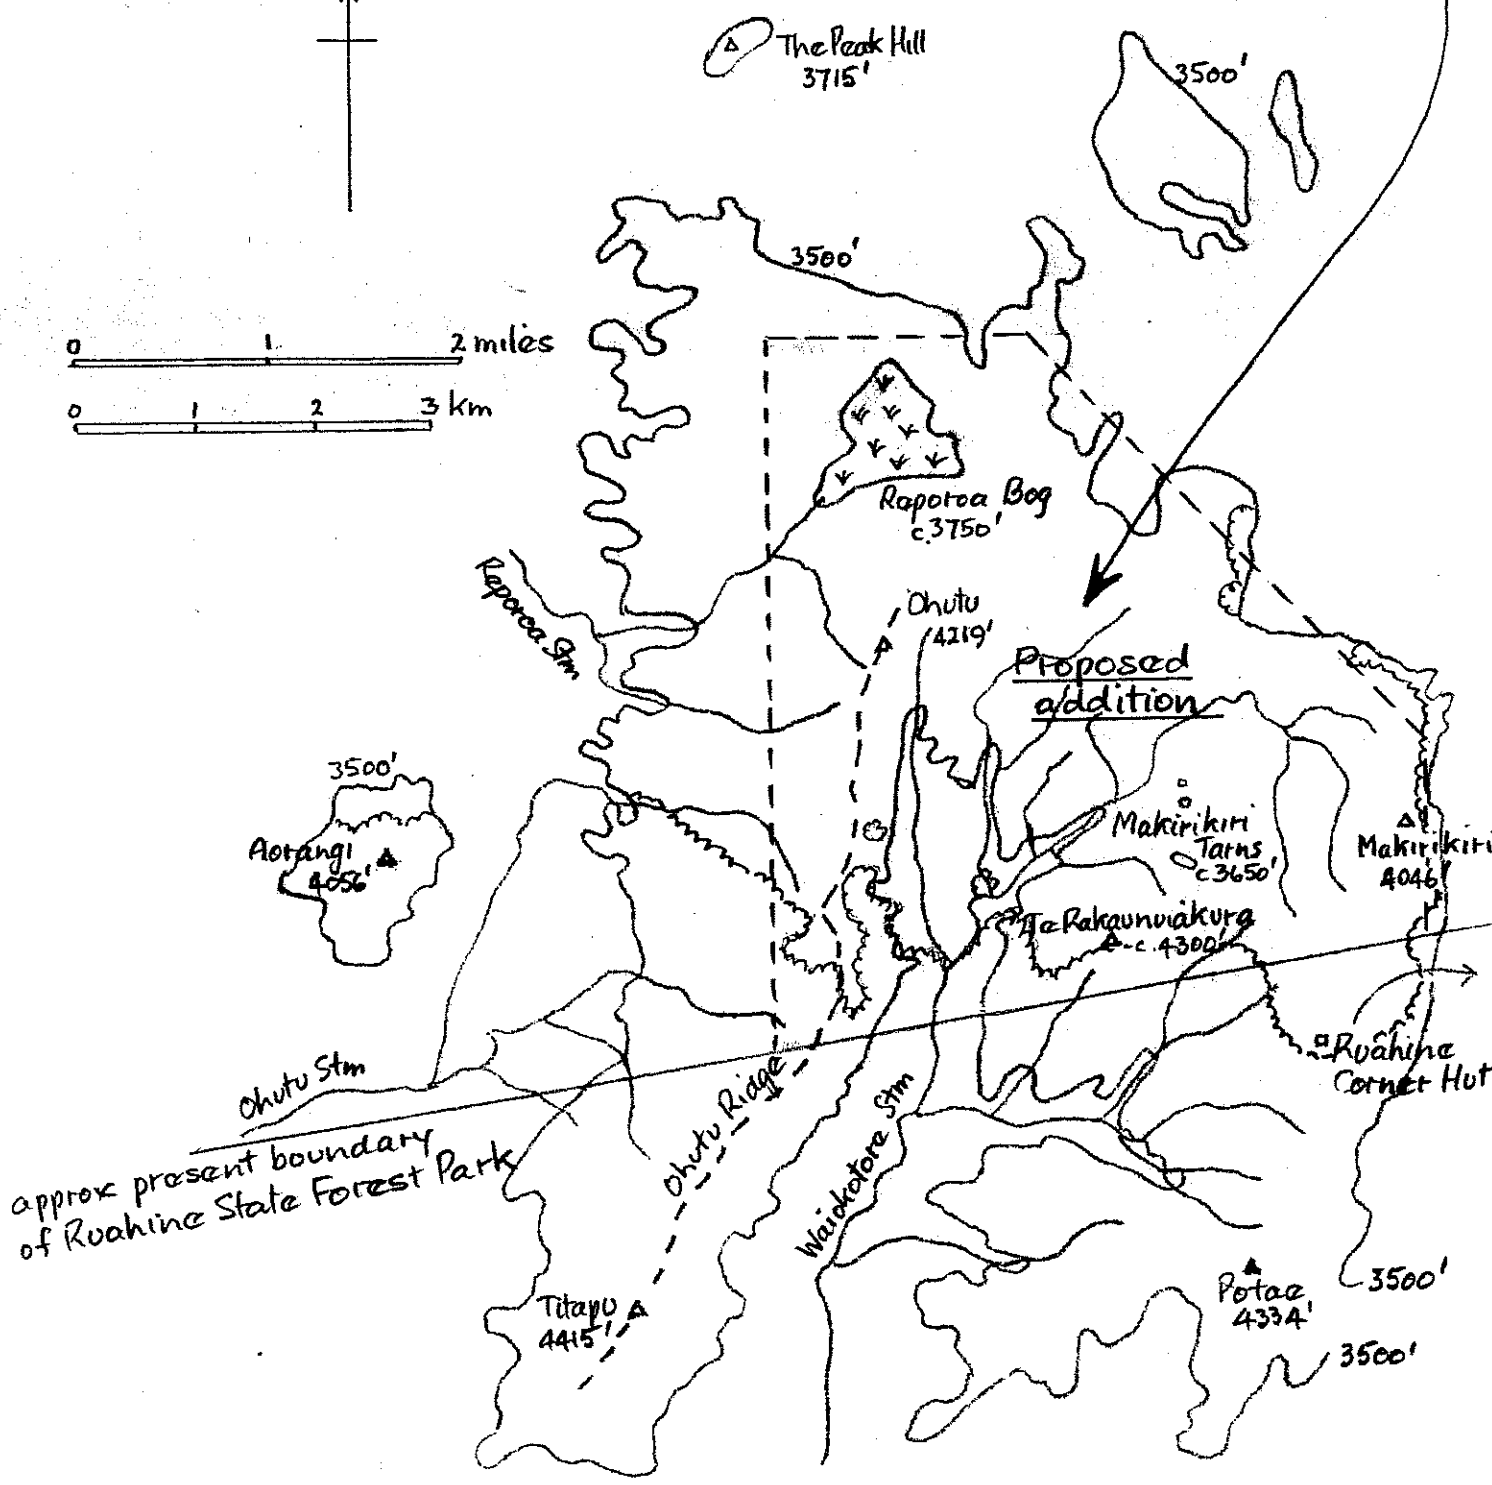 The Peak Hill
3715'
3500'
3500'
0 1 2 miles
0 1 2 3 km
Raporoa Bog
c.3750'
Raporoa Stm
Ohutu
4219'
Proposed
addition
3500'
Aorangi
4056'
Makirikiri
Tarns
c 3650'
Makirikiri
4046'
Te Rakaunuiakura
c.4300'
Ruahine
Corner Hut
Ohutu Stm
approx present boundary
of Ruahine State Forest Park
Ohutu Ridge
Waiokotore Stm
Titapu
4415'
Potae
4334'
3500'
3500'